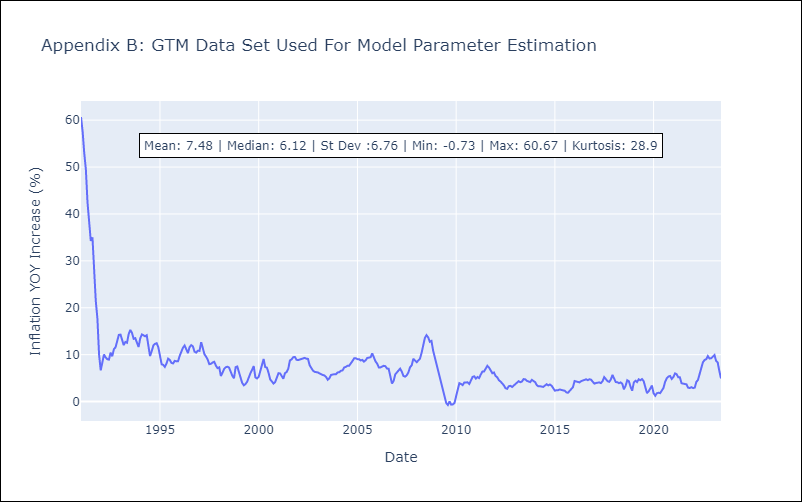 Appendix B: GTM Data Set Used For Model Parameter Estimation
Mean: 7.48 | Median: 6.12 | St Dev :6.76 | Min: -0.73 | Max: 60.67 | Kurtosis: 28.9
Inflation YOY Increase (%)
60
50
40
30
20
10
0
1995 2000 2005 2010 2015 2020
Date